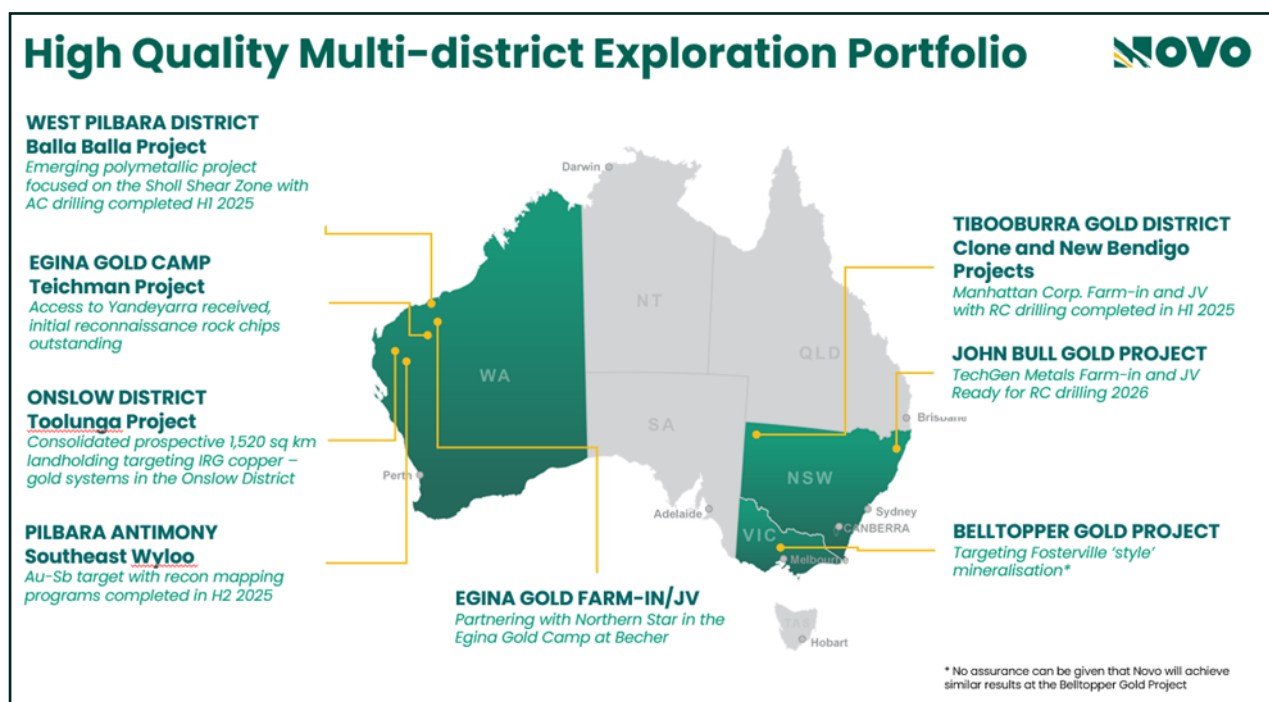 High Quality Multi-district Exploration Portfolio
NOVO
WEST PILBARA DISTRICT
Balla Balla Project
Emerging polymetallic project
focused on the Sholl Shear Zone with
AC drilling completed H1 2025
EGINA GOLD CAMP
Teichman Project
Access to Yandeyarra received,
initial reconnaissance rock chips
outstanding
ONSLOW DISTRICT
Toolunga Project
Consolidated prospective 1,520 sq km
landholding targeting IRG copper –
gold systems in the Onslow District
PILBARA ANTIMONY
Southeast Wyloo
Au-Sb target with recon mapping
programs completed in H2 2025
EGINA GOLD FARM-IN/JV
Partnering with Northern Star in the
Egina Gold Camp at Becher
Darwin
NT
QLD
WA
SA
Brisbane
Perth
NSW
Adelaide
Sydney
CANBERRA
VIC
Melbourne
TAS
Hobart
TIBOOBURRA GOLD DISTRICT
Clone and New Bendigo
Projects
Manhattan Corp. Farm-in and JV
with RC drilling completed in H1 2025
JOHN BULL GOLD PROJECT
TechGen Metals Farm-in and JV
Ready for RC drilling 2026
BELLTOPPER GOLD PROJECT
Targeting Fosterville ‘style’
mineralisation*
* No assurance can be given that Novo will achieve
similar results at the Belltopper Gold Project